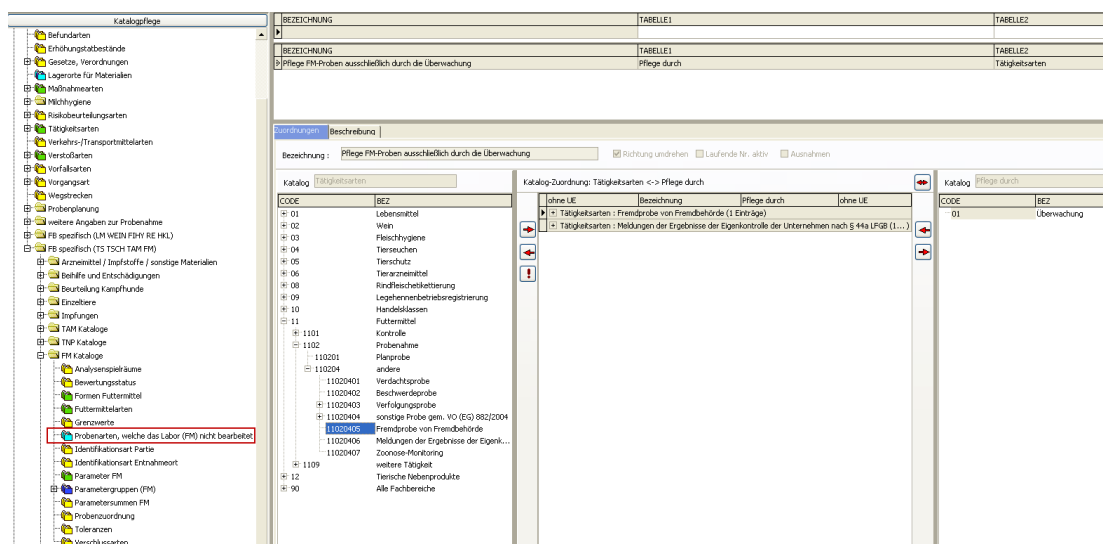 Katalogpflege
Befundarten
Erhöhungstatbestände
Gesetze, Verordnungen
Lagerorte für Materialien
Maßnahmearten
Milchhygiene
Risikobeurteilungsarten
Tätigkeitsarten
Verkehrs-/Transportmittelarten
Verstoßarten
Vorfallsarten
Vorgangsart
Wegstrecken
Probenplanung
weitere Angaben zur Probenahme
FB spezifisch (LM WEIN FIHY RE HKL)
FB spezifisch (TS TSCH TAM FM)
Arzneimittel / Impfstoffe / sonstige Materialien
Beihilfe und Entschädigungen
Beurteilung Kampfhunde
Einzeltiere
Impfungen
TAM Kataloge
TNP Kataloge
FM Kataloge
Analysenspielräume
Bewertungsstatus
Formen Futtermittel
Futtermittelarten
Grenzwerte
Probenarten, welche das Labor (FM) nicht bearbeitet
Identifikationsart Partie
Identifikationsart Entnahmeort
Parameter FM
Parametergruppen (FM)
Parametersummen FM
Probenzuordnung
Toleranzen
Verschlussarten
BEZEICHNUNG TABELLE1 TABELLE2
BEZEICHNUNG TABELLE1 TABELLE2
Pflege FM-Proben ausschließlich durch die Überwachung Pflege durch Tätigkeitsarten
Zuordnungen Beschreibung
Bezeichnung : Pflege FM-Proben ausschließlich durch die Überwachung Richtung umdrehen Laufende Nr. aktiv Ausnahmen
Katalog Tätigkeitsarten
CODE BEZ
01 Lebensmittel
02 Wein
03 Fleischhygiene
04 Tierseuchen
05 Tierschutz
06 Tierarzneimittel
08 Rindfleischetikettierung
09 Legehennenbetriebsregistrierung
10 Handelsklassen
11 Futtermittel
1101 Kontrolle
1102 Probenahme
110201 Planprobe
110204 andere
11020401 Verdachtsprobe
11020402 Beschwerdeprobe
11020403 Verfolgungsprobe
11020404 sonstige Probe gem. VO (EG) 882/2004
11020405 Fremdprobe von Fremdbehörde
11020406 Meldungen der Ergebnisse der Eigenk...
11020407 Zoonose-Monitoring
1109 weitere Tätigkeit
12 Tierische Nebenprodukte
90 Alle Fachbereiche
Katalog-Zuordnung: Tätigkeitsarten <-> Pflege durch
ohne UE Bezeichnung Pflege durch ohne UE
Tätigkeitsarten : Fremdprobe von Fremdbehörde (1 Einträge)
Tätigkeitsarten : Meldungen der Ergebnisse der Eigenkontrolle der Unternehmen nach § 44a LFGB (1... )
Katalog Pflege durch
CODE BEZ
01 Überwachung